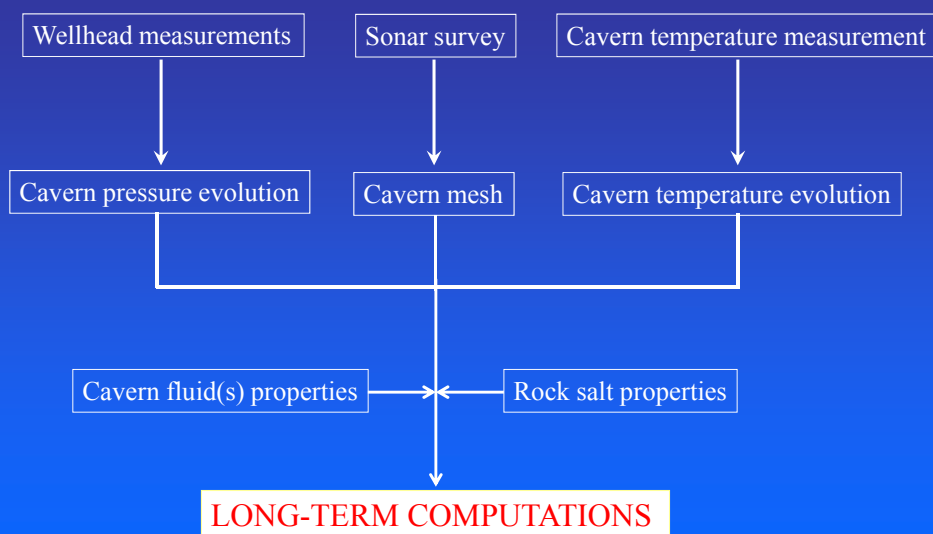 Wellhead measurements
Sonar survey
Cavern temperature measurement
Cavern pressure evolution
Cavern mesh
Cavern temperature evolution
Cavern fluid(s) properties
Rock salt properties
LONG-TERM COMPUTATIONS